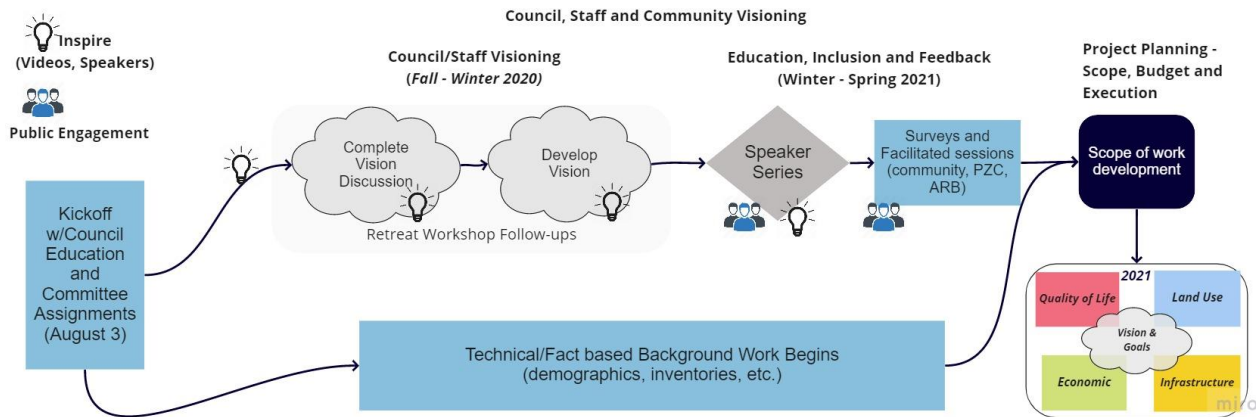 Council, Staff and Community Visioning
Inspire
(Videos, Speakers)
Public Engagement
Council/Staff Visioning
(Fall - Winter 2020)
Education, Inclusion and Feedback
(Winter - Spring 2021)
Project Planning -
Scope, Budget and
Execution
Kickoff
w/Council
Education
and
Committee
Assignments
(August 3)
Complete
Vision
Discussion
Develop
Vision
Retreat Workshop Follow-ups
Speaker
Series
Surveys and
Facilitated sessions
(community, PZC,
ARB)
Scope of work
development
Technical/Fact based Background Work Begins
(demographics, inventories, etc.)
2021
Quality of Life
Land Use
Vision &
Goals
Economic
Infrastructure
miro